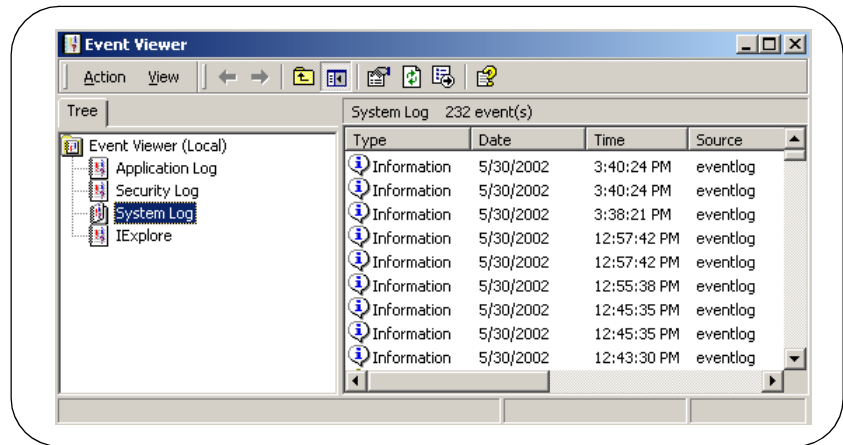 Event Viewer
Action View
Tree
System Log 232 event(s)
Event Viewer (Local)
Application Log
Security Log
System Log
IExplore
Type Date Time Source
Information 5/30/2002 3:40:24 PM eventlog
Information 5/30/2002 3:40:24 PM eventlog
Information 5/30/2002 3:38:21 PM eventlog
Information 5/30/2002 12:57:42 PM eventlog
Information 5/30/2002 12:57:42 PM eventlog
Information 5/30/2002 12:55:38 PM eventlog
Information 5/30/2002 12:45:35 PM eventlog
Information 5/30/2002 12:45:35 PM eventlog
Information 5/30/2002 12:43:30 PM eventlog